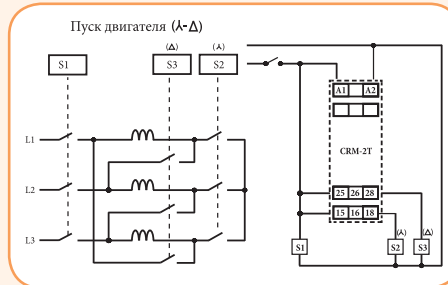 Пуск двигателя (⅄-Δ)
S1
(Δ)
S3
(⅄)
S2
L1
L2
L3
A1 A2
CRM-2T
25 26 28
15 16 18
S1
(⅄)
S2
(Δ)
S3